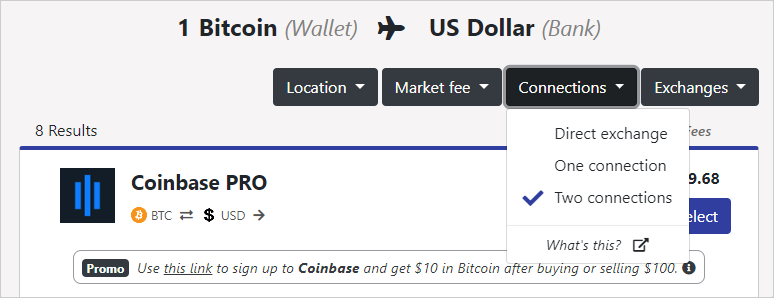 1 Bitcoin (Wallet) US Dollar (Bank)
Location Market fee Connections Exchanges
8 Results
Direct exchange
One connection
Two connections
What's this?
Coinbase PRO
9.68
BTC $ USD
Promo Use this link to sign up to Coinbase and get $10 in Bitcoin after buying or selling $100.